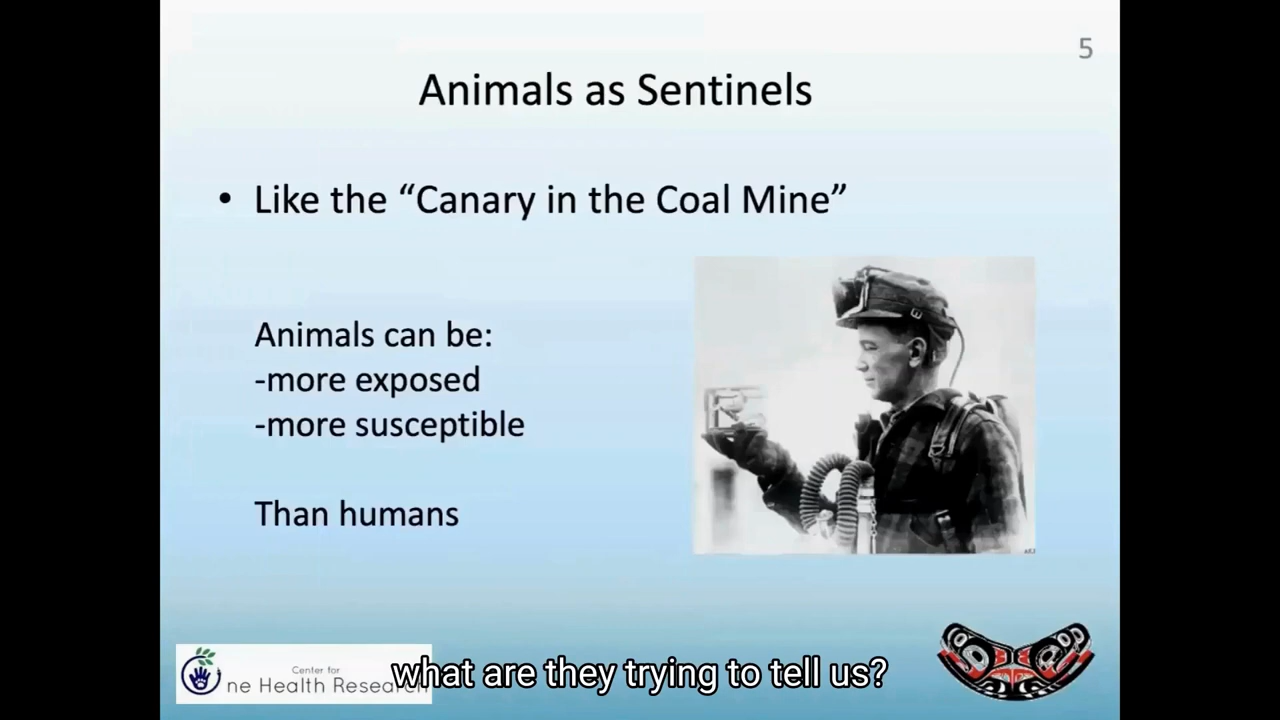 5
Animals as Sentinels
• Like the “Canary in the Coal Mine”
Animals can be:
-more exposed
-more susceptible
Than humans
Center for
ne Health Research
what are they trying to tell us?